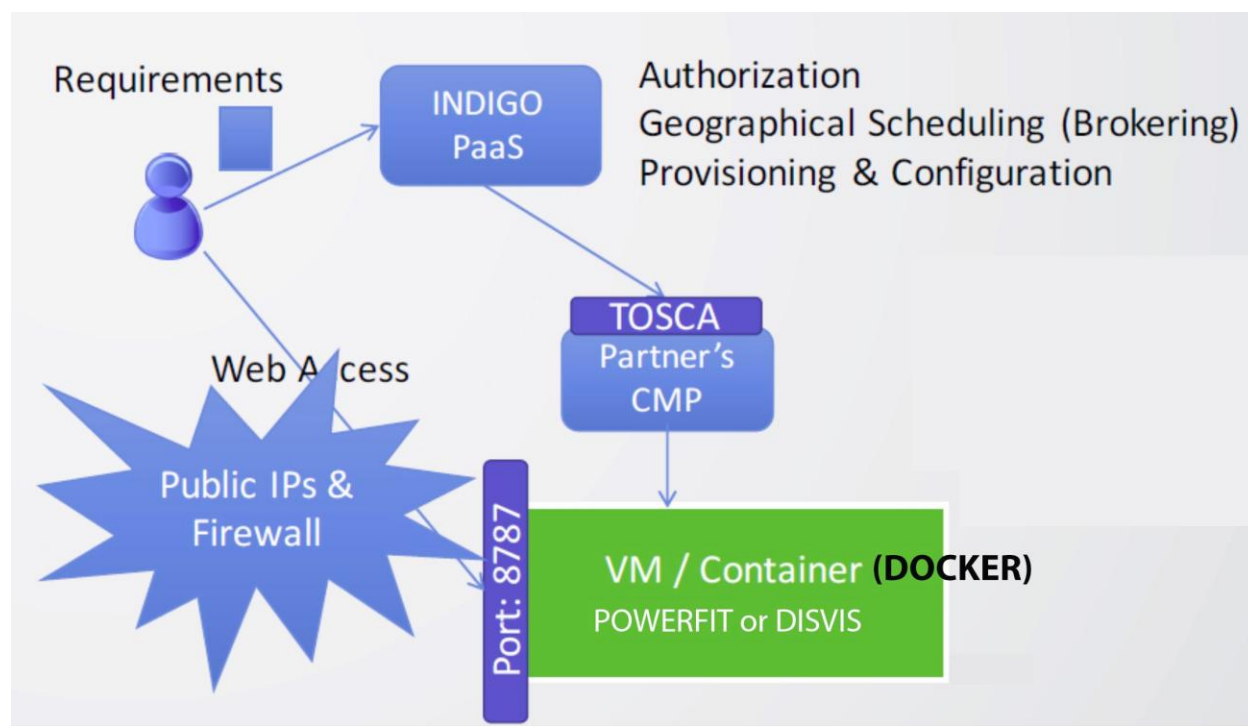 Requirements
INDIGO
PaaS
Authorization
Geographical Scheduling (Brokering)
Provisioning & Configuration
TOSCA
Partner’s
CMP
Web Access
Public IPs &
Firewall
Port: 8787
VM / Container (DOCKER)
POWERFIT or DISVIS